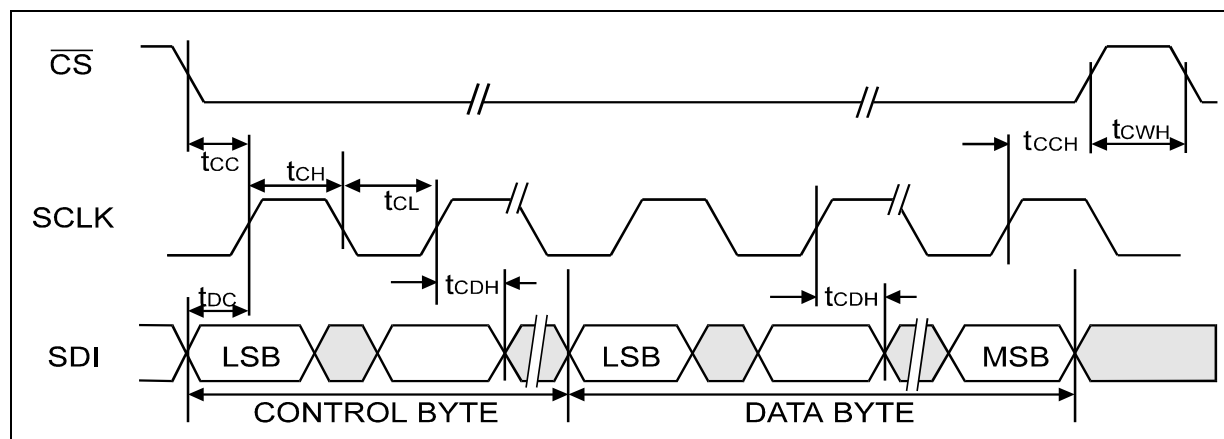 CS
tCC
tCH
tCL
tCCH
tCWH
SCLK
tDC
tCDH
tCDH
SDI
LSB
LSB
MSB
CONTROL BYTE
DATA BYTE